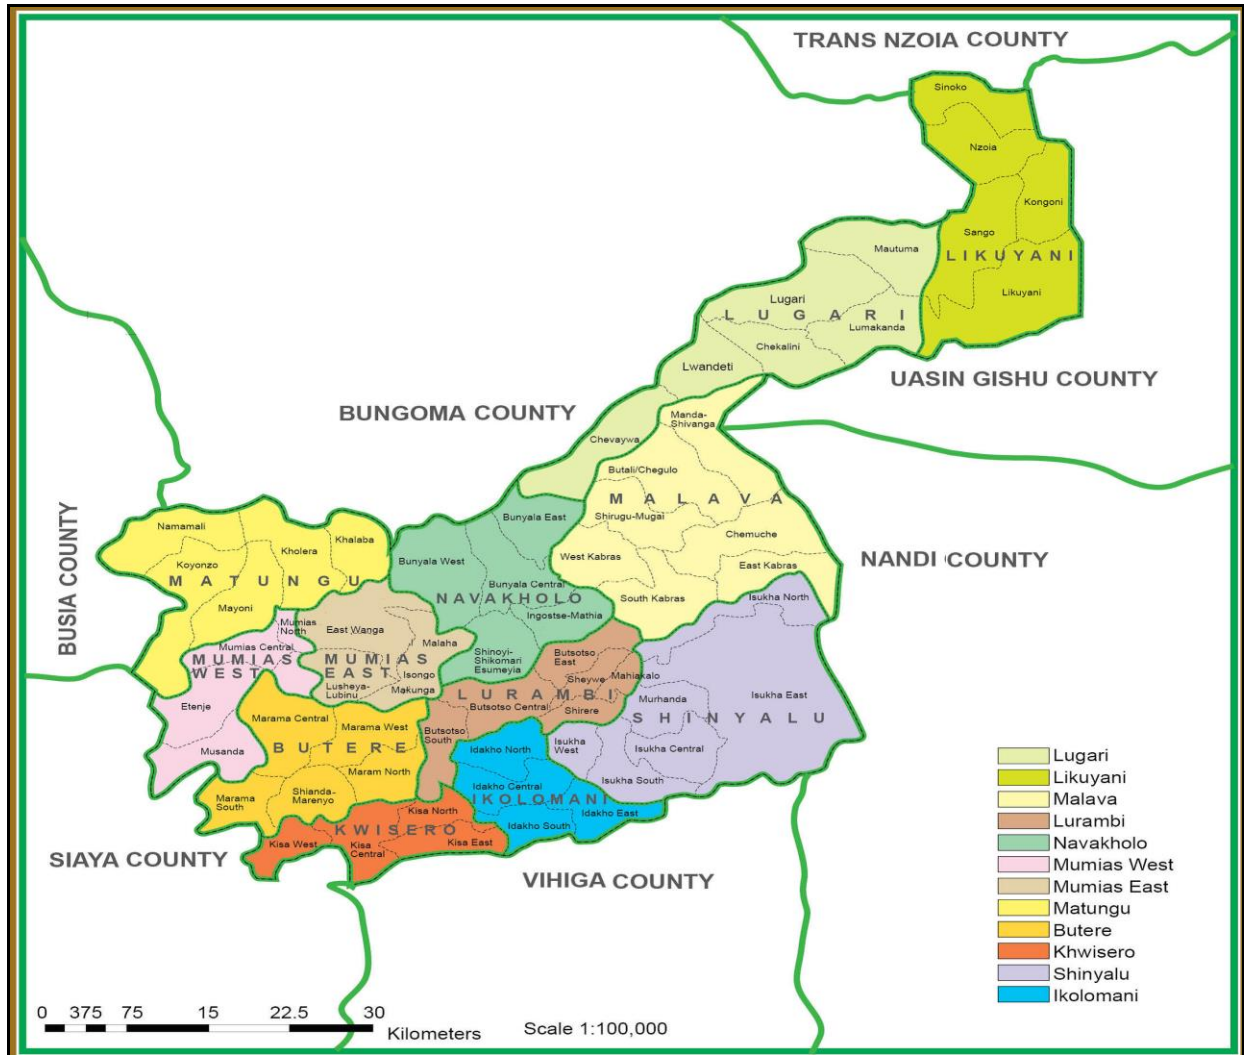 TRANS NZOIA COUNTY
Sinoko
Nzoia
Kongoni
Sango
LIKUYANI
Likuyani
Mautuma
Lugari
LUGARI
Lumakanda
Chekalini
Lwandeti
UASIN GISHU COUNTY
BUNGOMA COUNTY
Manda-
Shivanga
Chevaywa
Butali/Chegulo
MALAVA
Shirugu-Mugai
Chemuche
West Kabras
East Kabras
South Kabras
NANDI COUNTY
BUSIA COUNTY
Namamali
Khalaba
Kholera
Koyonzo
MATUNGU
Mayoni
Bunyala East
Bunyala West
Bunyala Central
NAVAKHOLO
Ingostse-Mathia
Shinoyi-
Shikomari
Esumeyia
Mumias
North
Mumias Central
MUMIAS
WEST
Etenje
Musanda
East Wanga
Malaha
MUMIAS
EAST
Isongo
Lusheya-
Lubinu
Makunga
Butsotso
East
Sheywe
Mahiakalo
LURAMBI
Butsotso Central
Shirere
Butsotso
South
Isukha North
Isukha East
Murhanda
SHINYALU
Isukha
West
Isukha Central
Isukha South
Marama Central
Marama West
BUTERE
Maram North
Marama
South
Shianda-
Marenyo
Idakho North
Idakho Central
IKOLOMANI
Idakho East
Idakho South
Kisa North
KWISERO
Kisa West
Kisa
Central
Kisa East
SIAYA COUNTY
VIHIGA COUNTY
Lugari
Likuyani
Malava
Lurambi
Navakholo
Mumias West
Mumias East
Matungu
Butere
Khwisero
Shinyalu
Ikolomani
0 375 75 15 22.5 30
Kilometers
Scale 1:100,000